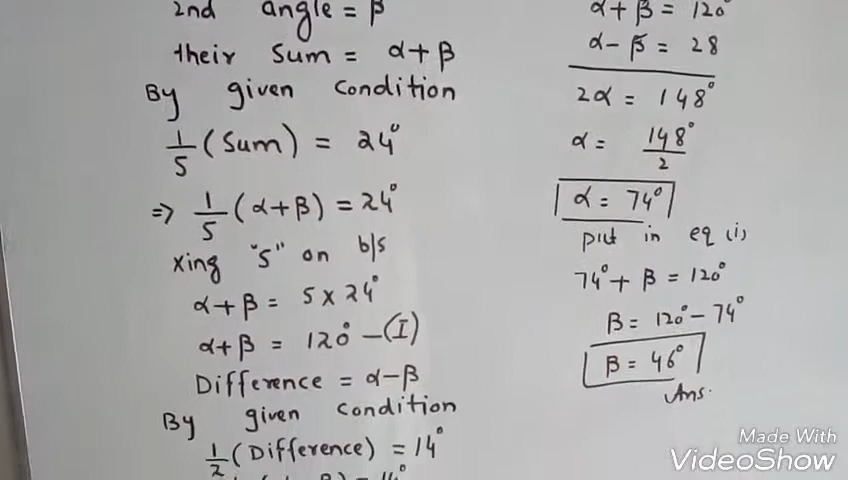 2nd angle = β
their Sum = α+β
By given Condition
1/5 (Sum) = 24°
⇒ 1/5 (α+β) = 24°
xing "5" on b/s
α+β = 5 x 24°
α+β = 120° —(I)
Difference = α-β
By given condition
1/2 (Difference) = 14°
α+β = 120°
α-β = 28
2α = 148°
α = 148°/2
α = 74°
put in eq (i)
74° + β = 120°
β = 120° - 74°
β = 46°
Ans.
Made With
VideoShow